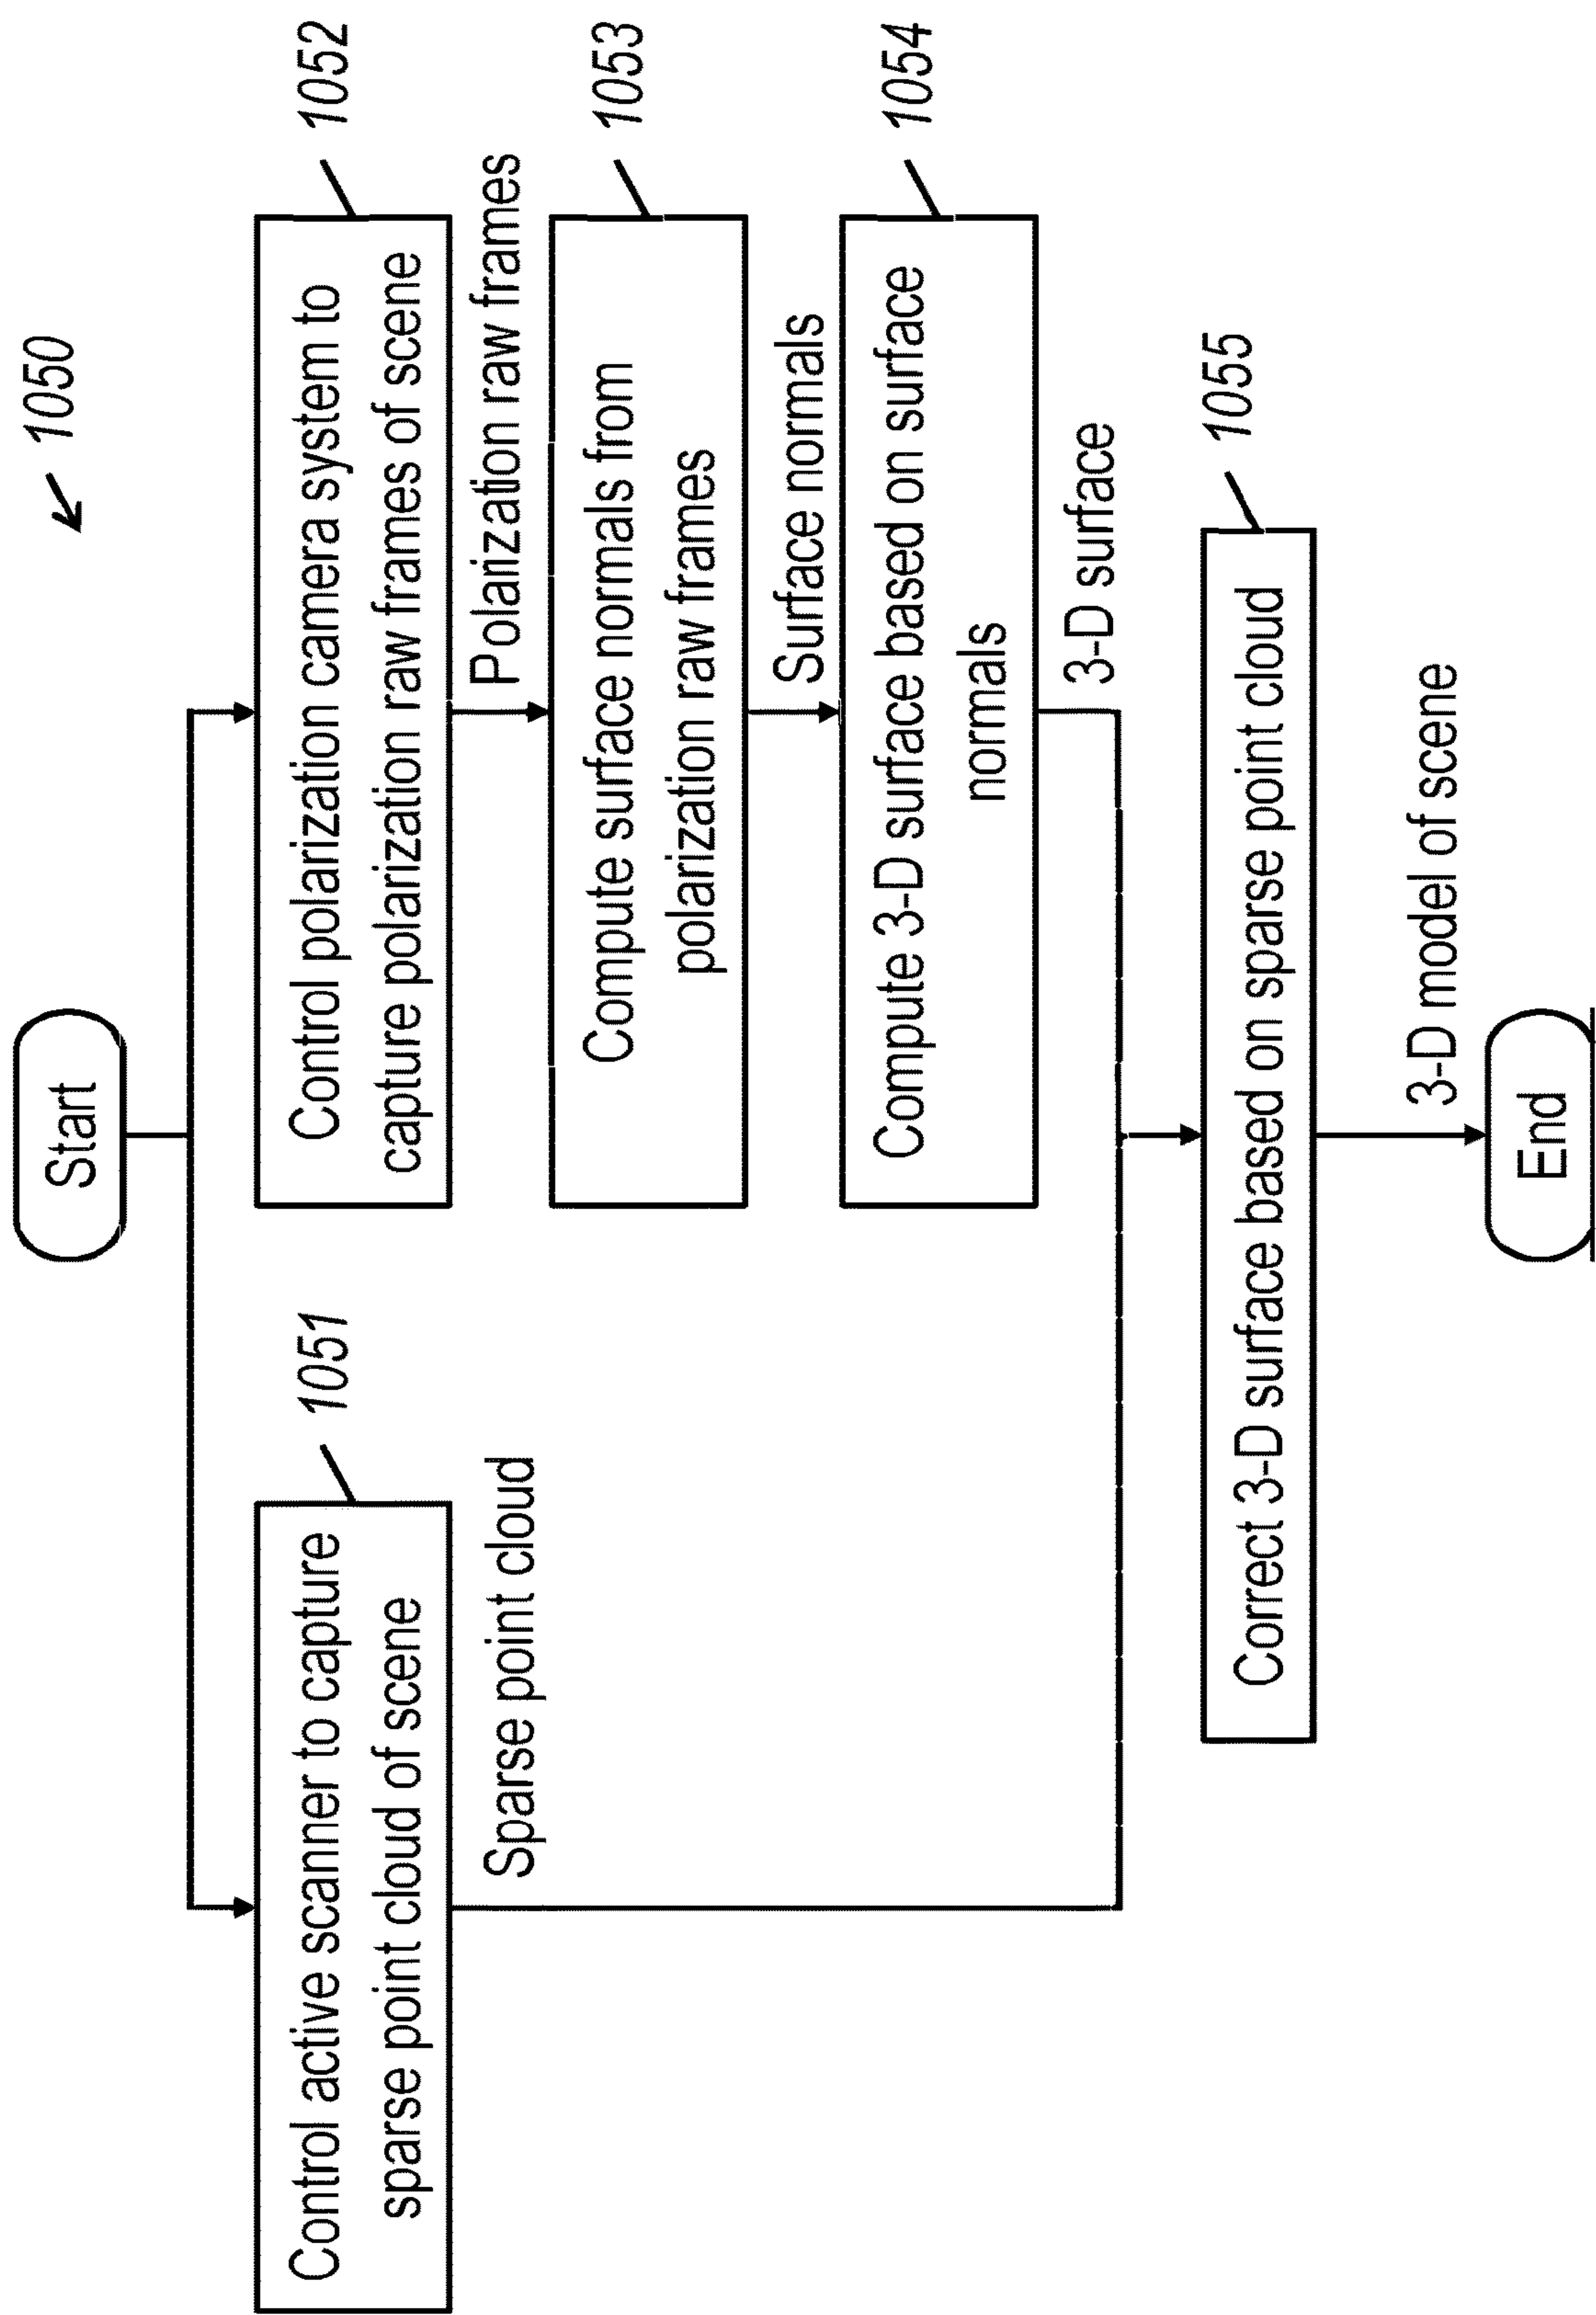 1050
Start
1051
Control active scanner to capture
sparse point cloud of scene
Sparse point cloud
1052
Control polarization camera system to
capture polarization raw frames of scene
Polarization raw frames
1053
Compute surface normals from
polarization raw frames
Surface normals
1054
Compute 3-D surface based on surface
normals
3-D surface
1055
Correct 3-D surface based on sparse point cloud
3-D model of scene
End